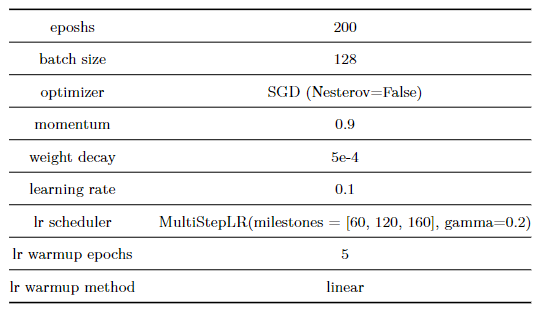 eposhs 200
batch size 128
optimizer SGD (Nesterov=False)
momentum 0.9
weight decay 5e-4
learning rate 0.1
lr scheduler MultiStepLR(milestones = [60, 120, 160], gamma=0.2)
lr warmup epochs 5
lr warmup method linear